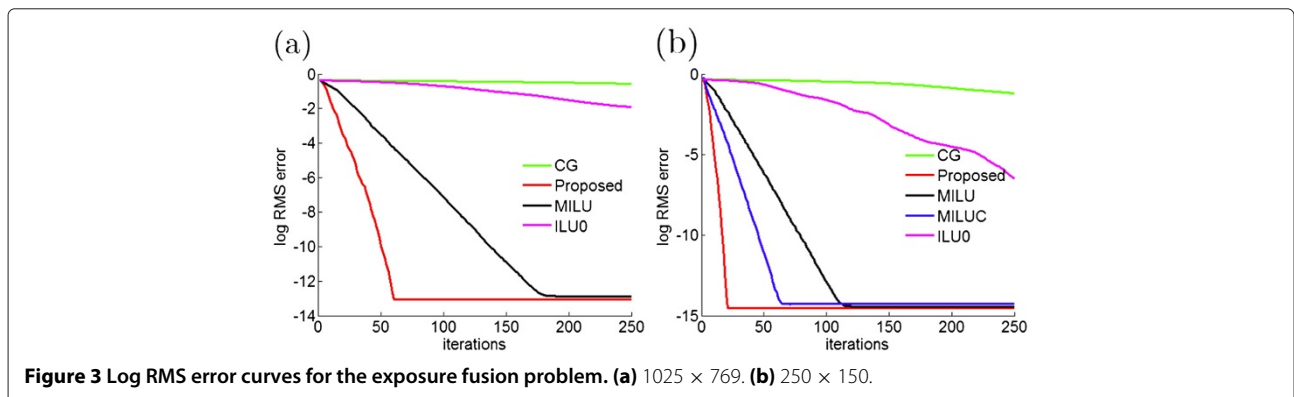 (a)
0
-2
-4
-6
-8
-10
-12
-14
log RMS error
CG
Proposed
MILU
ILU0
0 50 100 150 200 250
iterations
(b)
0
-5
-10
-15
log RMS error
CG
Proposed
MILU
MILUC
ILU0
0 50 100 150 200 250
iterations
Figure 3 Log RMS error curves for the exposure fusion problem. (a) 1025 × 769. (b) 250 × 150.